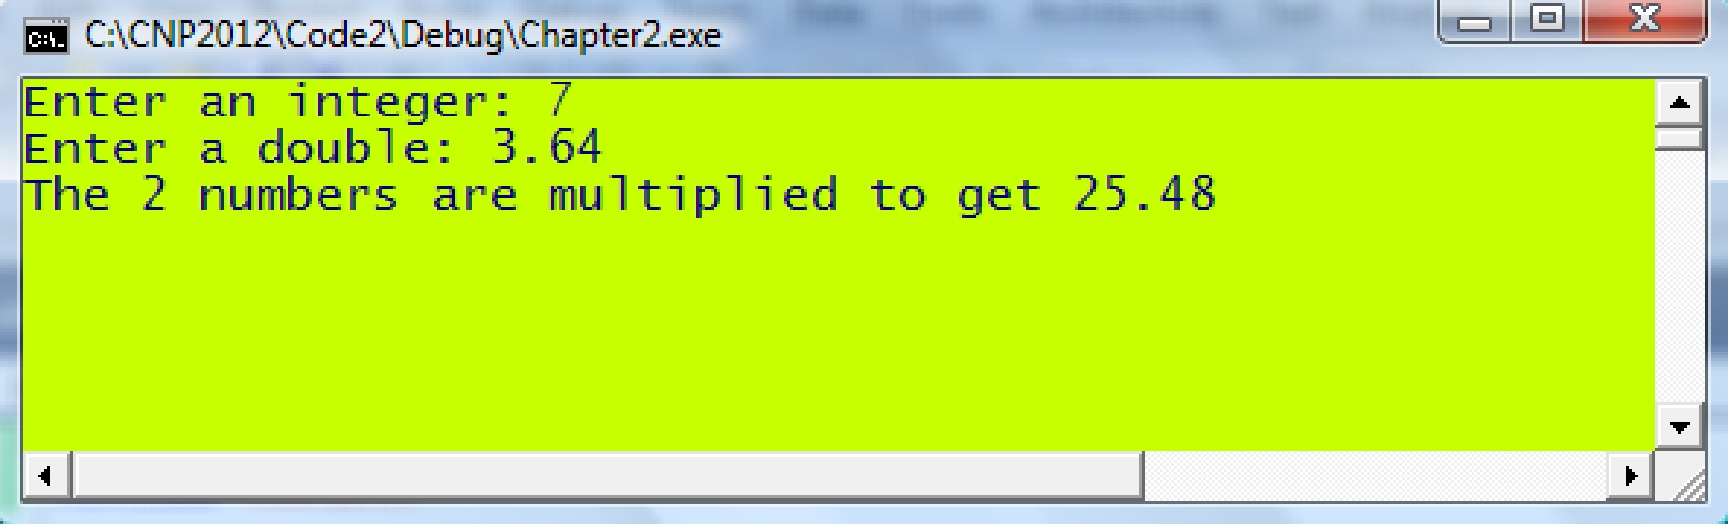 C:\CNP2012\Code2\Debug\Chapter2.exe
Enter an integer: 7
Enter a double: 3.64
The 2 numbers are multiplied to get 25.48